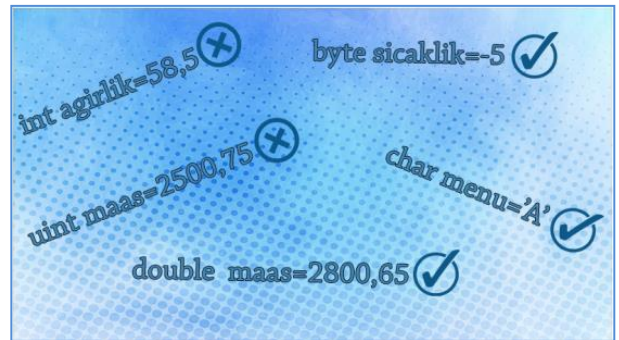 int agirlik=58,5
byte sicaklik=-5
uint maas=2500,75
char menu='A'
double maas=2800,65